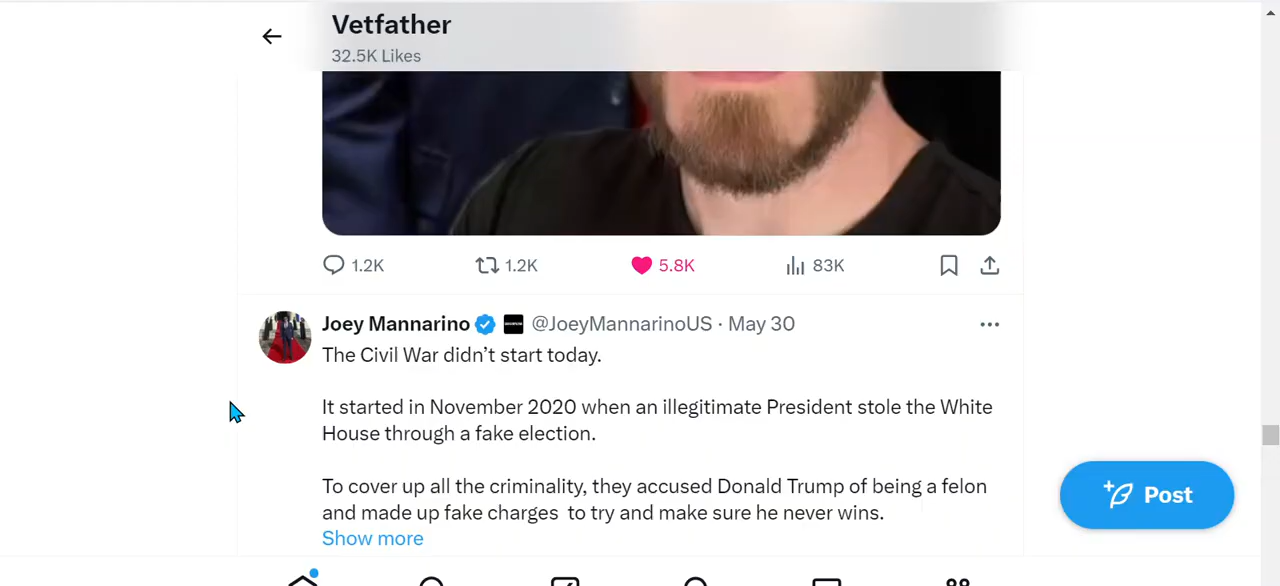 Vetfather
32.5K Likes
1.2K 1.2K 5.8K 83K
Joey Mannarino @JoeyMannarinoUS · May 30
The Civil War didn’t start today.
It started in November 2020 when an illegitimate President stole the White
House through a fake election.
To cover up all the criminality, they accused Donald Trump of being a felon
and made up fake charges  to try and make sure he never wins.
Show more
Post